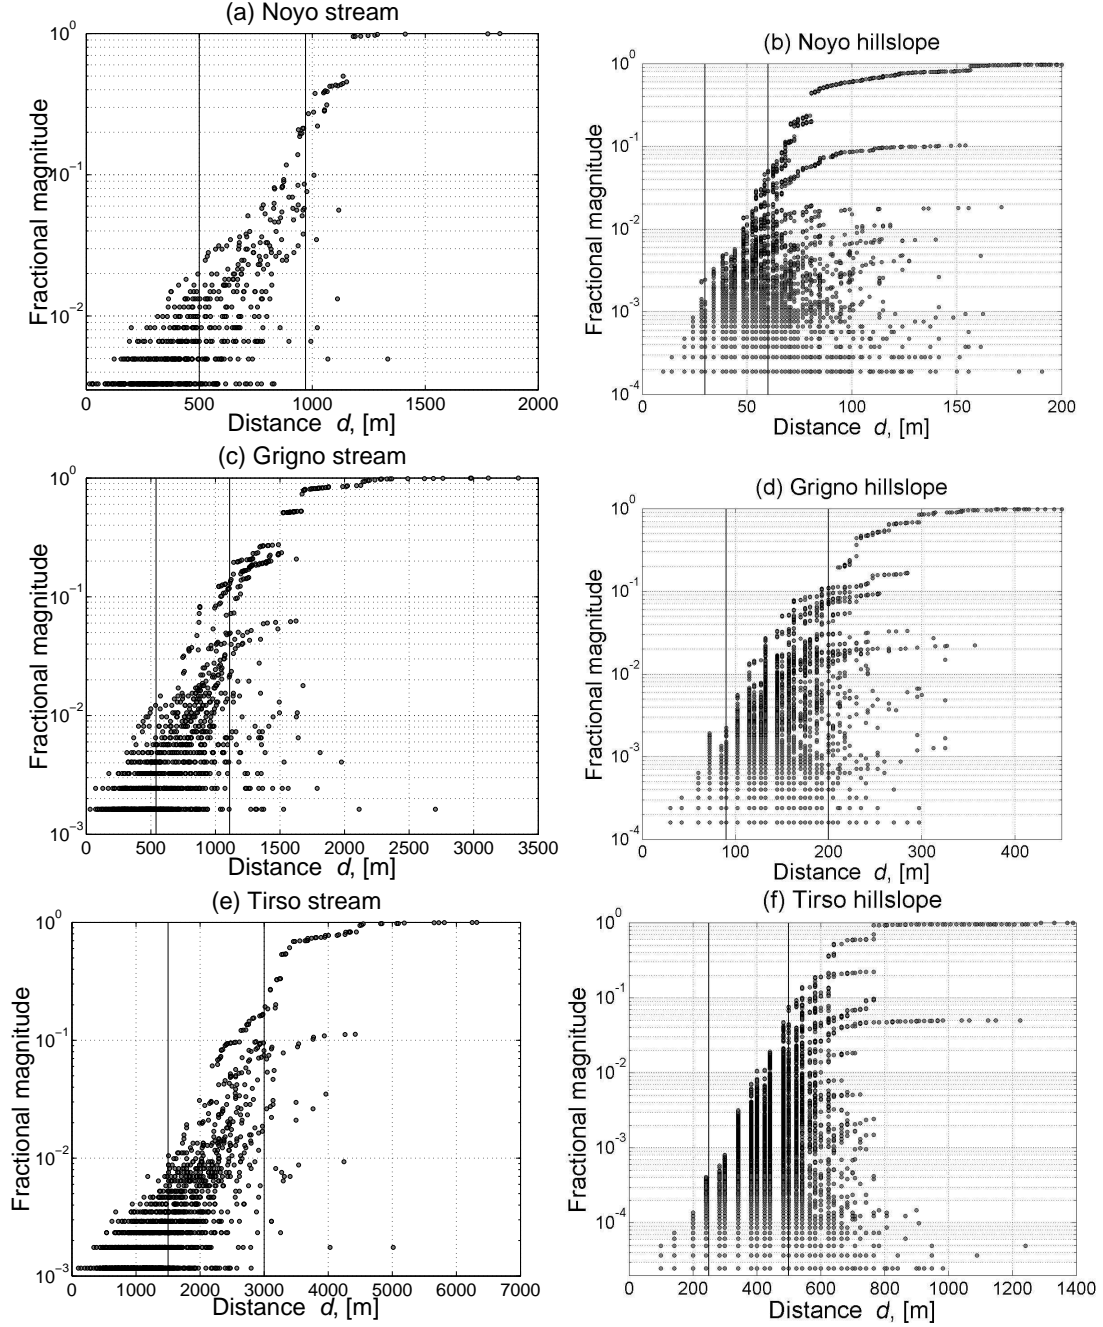 (a) Noyo stream
Fractional magnitude
10^0
10^-1
10^-2
0 500 1000 1500 2000
Distance d, [m]
(b) Noyo hillslope
Fractional magnitude
10^0
10^-1
10^-2
10^-3
10^-4
0 50 100 150 200
Distance d, [m]
(c) Grigno stream
Fractional magnitude
10^0
10^-1
10^-2
10^-3
0 500 1000 1500 2000 2500 3000 3500
Distance d, [m]
(d) Grigno hillslope
Fractional magnitude
10^0
10^-1
10^-2
10^-3
10^-4
0 100 200 300 400
Distance d, [m]
(e) Tirso stream
Fractional magnitude
10^0
10^-1
10^-2
10^-3
0 1000 2000 3000 4000 5000 6000 7000
Distance d, [m]
(f) Tirso hillslope
Fractional magnitude
10^0
10^-1
10^-2
10^-3
10^-4
0 200 400 600 800 1000 1200 1400
Distance d, [m]